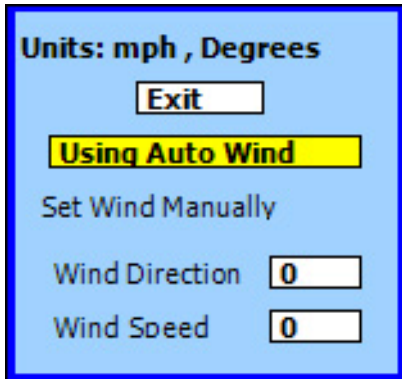 Units: mph , Degrees
Exit
Using Auto Wind
Set Wind Manually
Wind Direction 0
Wind Speed 0